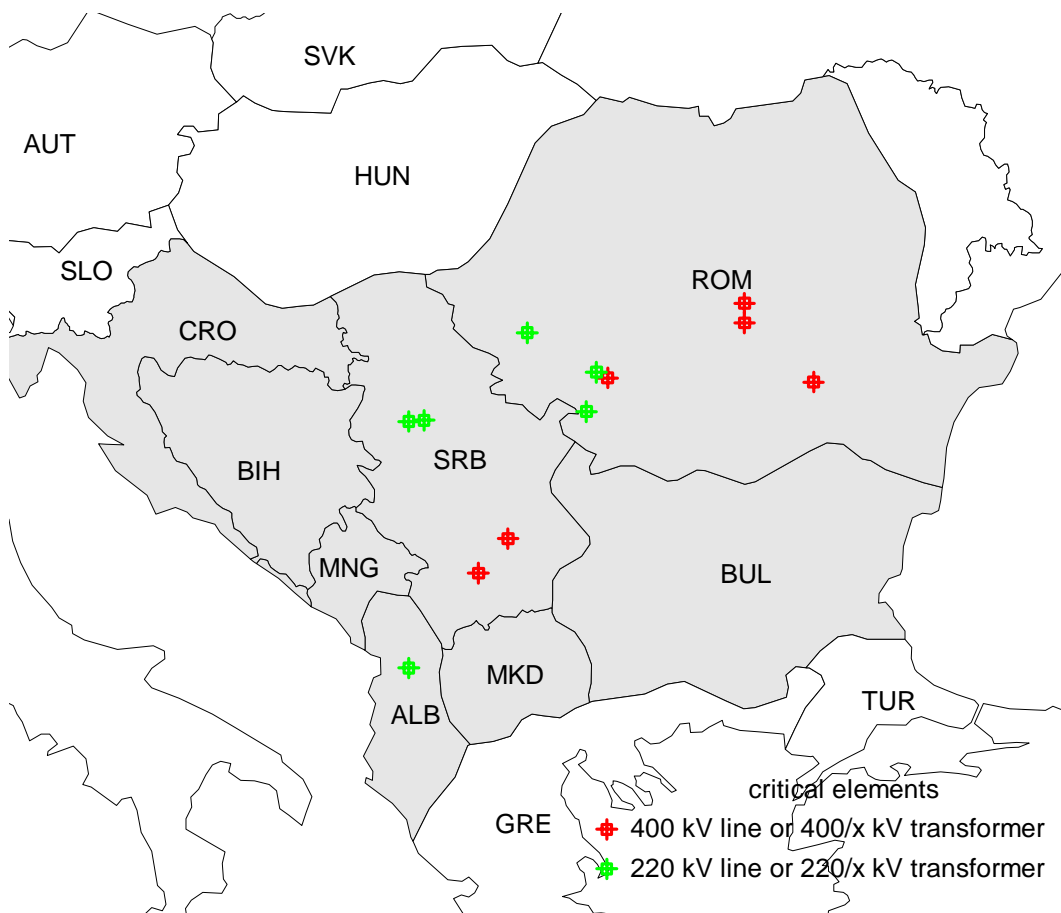 SVK
AUT
HUN
SLO
ROM
CRO
SRB
BIH
MNG
BUL
MKD
TUR
ALB
critical elements
GRE
400 kV line or 400/x kV transformer
220 kV line or 220/x kV transformer